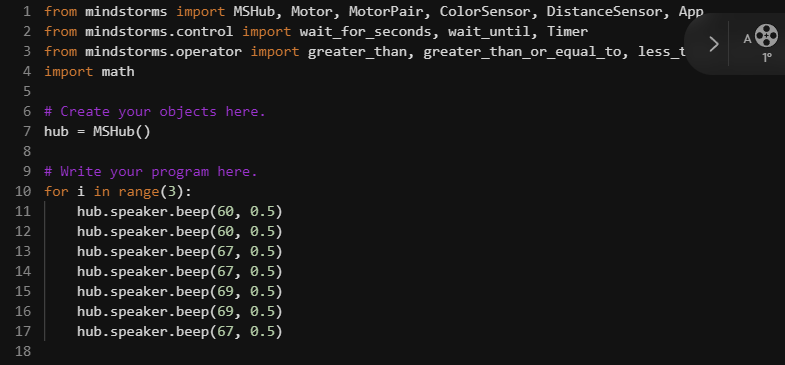 1 from mindstorms import MSHub, Motor, MotorPair, ColorSensor, DistanceSensor, App
2 from mindstorms.control import wait_for_seconds, wait_until, Timer
3 from mindstorms.operator import greater_than, greater_than_or_equal_to, less_t
4 import math
5
6 # Create your objects here.
7 hub = MSHub()
8
9 # Write your program here.
10 for i in range(3):
11     hub.speaker.beep(60, 0.5)
12     hub.speaker.beep(60, 0.5)
13     hub.speaker.beep(67, 0.5)
14     hub.speaker.beep(67, 0.5)
15     hub.speaker.beep(69, 0.5)
16     hub.speaker.beep(69, 0.5)
17     hub.speaker.beep(67, 0.5)
18
A
1°